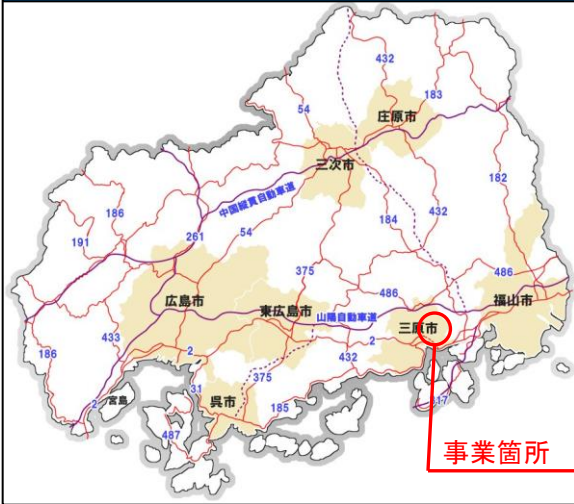 432
183
54
庄原市
三次市
182
中国縦貫自動車道
186
184
432
191
261
54
375
486
486
広島市
東広島市
山陽自動車道
福山市
三原市
433
2
2
186
432
31
375
宮島
2
呉市
185
487
317
事業箇所